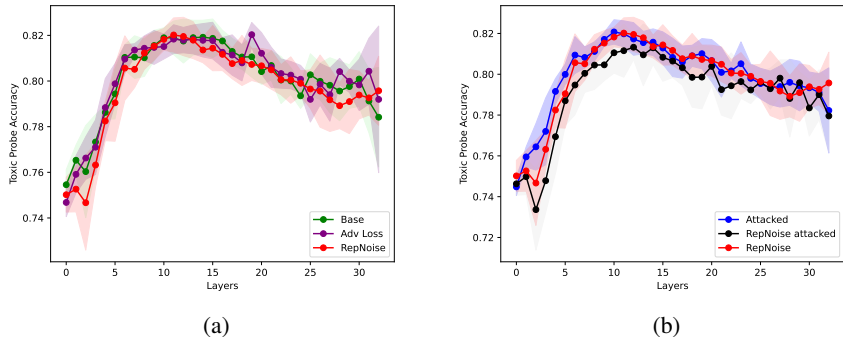 0.82
0.80
0.78
0.76
0.74
Toxic Probe Accuracy
0 5 10 15 20 25 30
Layers
Base
Adv Loss
RepNoise
(a)
0.82
0.80
0.78
0.76
0.74
0.72
Toxic Probe Accuracy
0 5 10 15 20 25 30
Layers
Attacked
RepNoise attacked
RepNoise
(b)